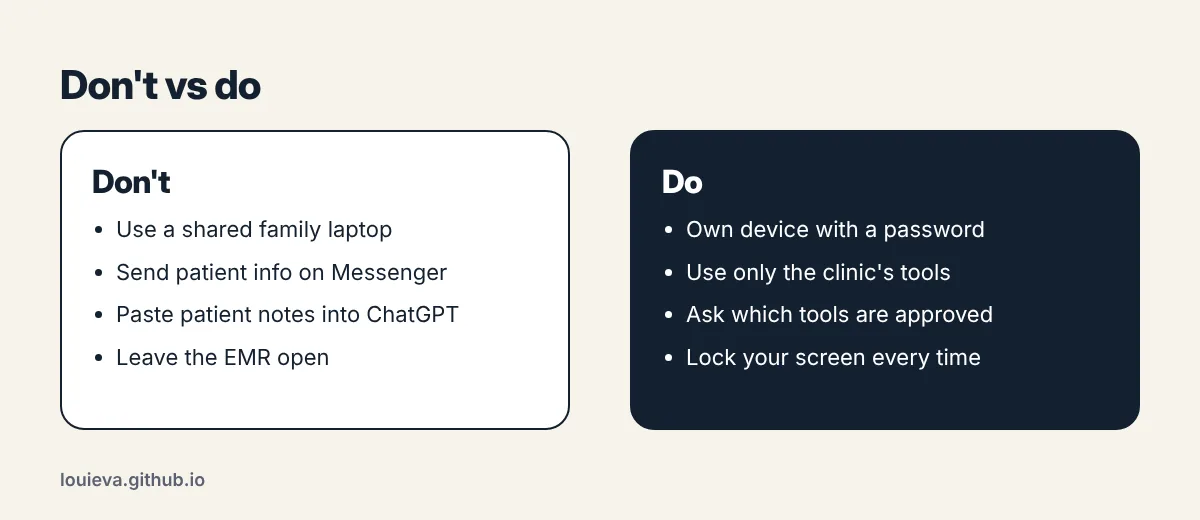 Don't vs do
Don't
• Use a shared family laptop
• Send patient info on Messenger
• Paste patient notes into ChatGPT
• Leave the EMR open
Do
• Own device with a password
• Use only the clinic's tools
• Ask which tools are approved
• Lock your screen every time
louieva.github.io